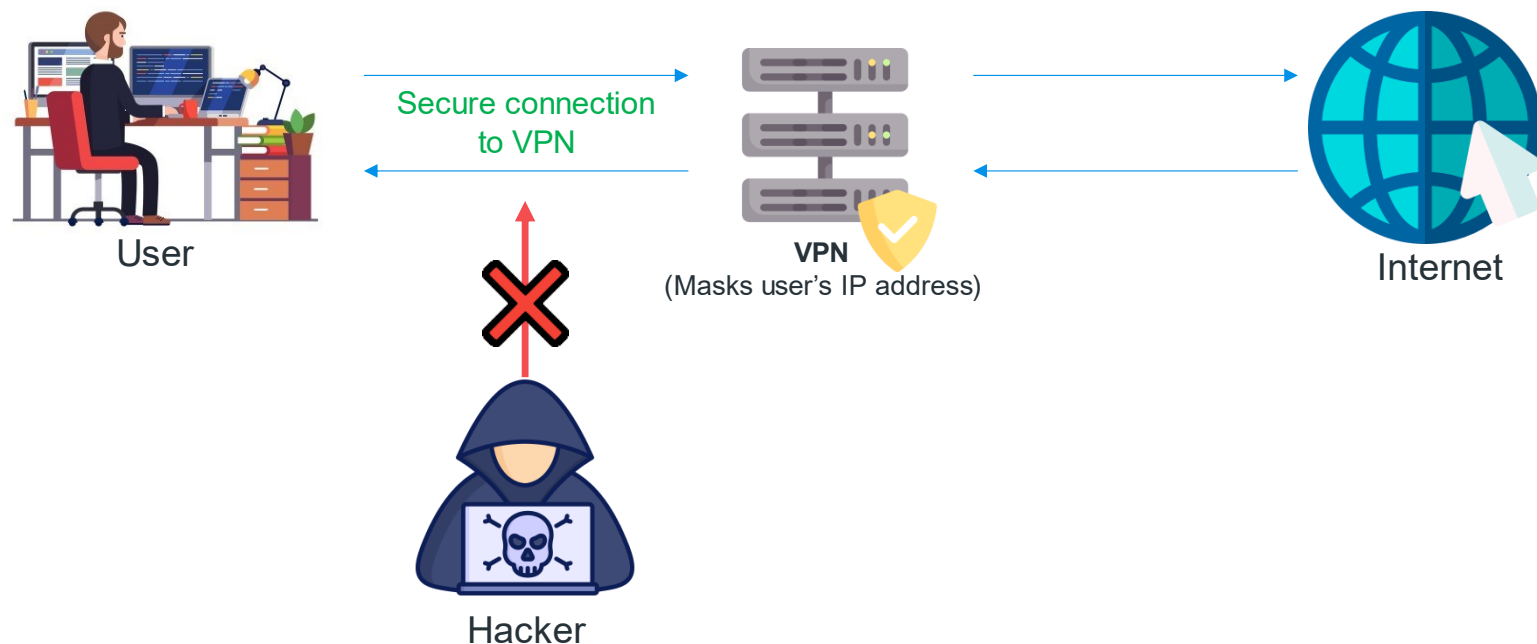 Secure connection
to VPN
User
VPN
(Masks user’s IP address)
Internet
Hacker